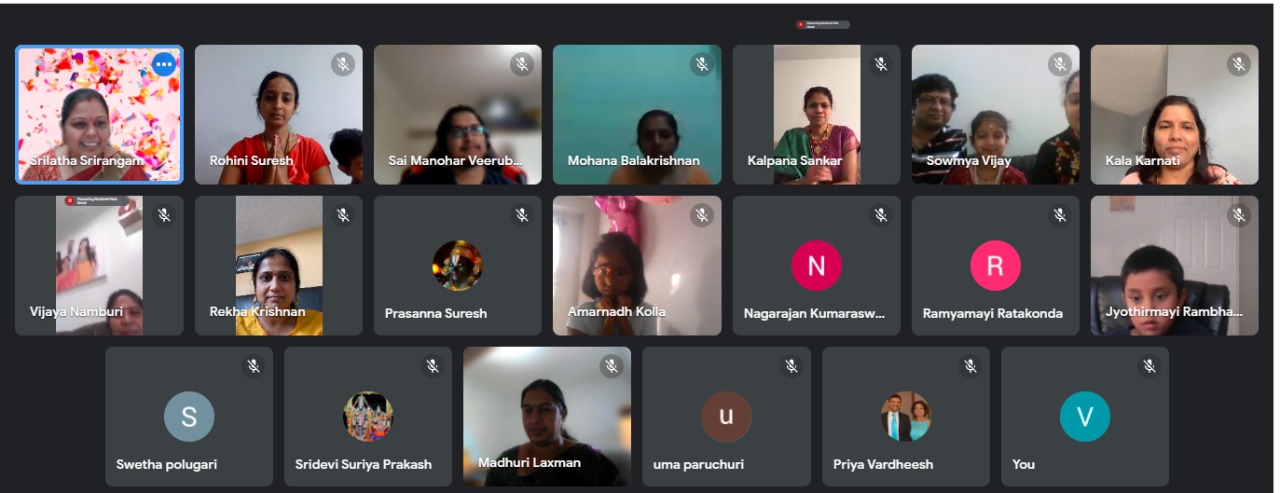 Srilatha Srirangam
Rohini Suresh
Sai Manohar Veerub...
Mohana Balakrishnan
Kalpana Sankar
Sowmya Vijay
Kala Karnati
Vijaya Namburi
Rekha Krishnan
Prasanna Suresh
Amarnadh Kolla
N
Nagarajan Kumarasw...
R
Ramyamayi Ratakonda
Jyothirmayi Rambha...
S
Swetha polugari
Sridevi Suriya Prakash
Madhuri Laxman
u
uma paruchuri
Priya Vardheesh
V
You